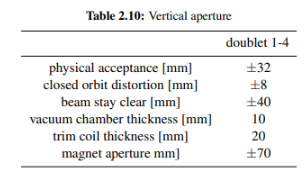 Table 2.10: Vertical aperture
doublet 1-4
physical acceptance [mm] ±32
closed orbit distortion [mm] ±8
beam stay clear [mm] ±40
vacuum chamber thickness [mm] 10
trim coil thickness [mm] 20
magnet aperture mm] ±70